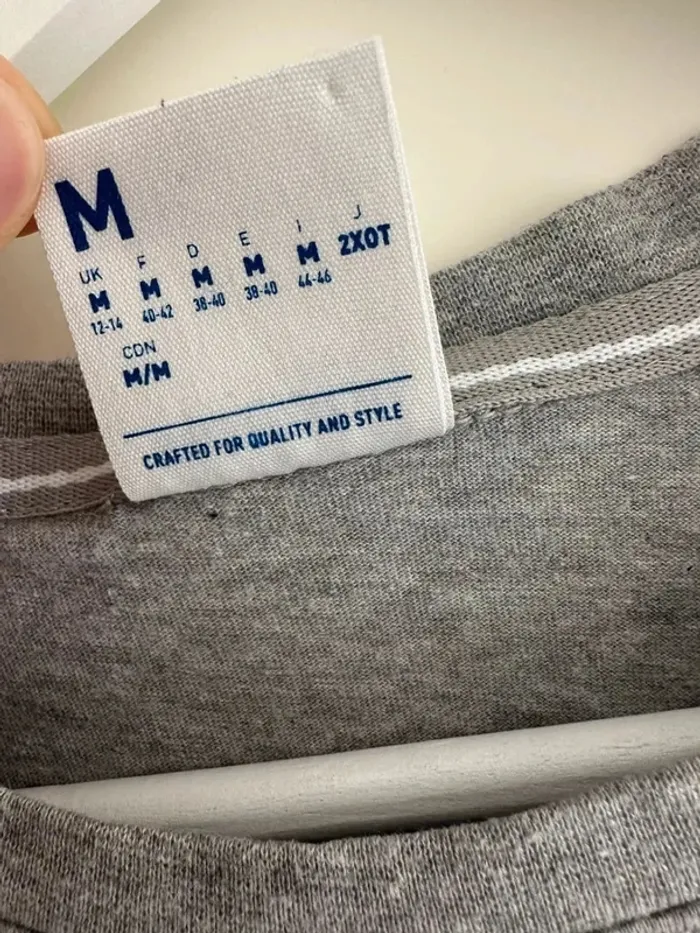 M
UK F D E I J
M M M M M 2XOT
12-14 40-42 38-40 38-40 44-46
CDN
M/M
CRAFTED FOR QUALITY AND STYLE